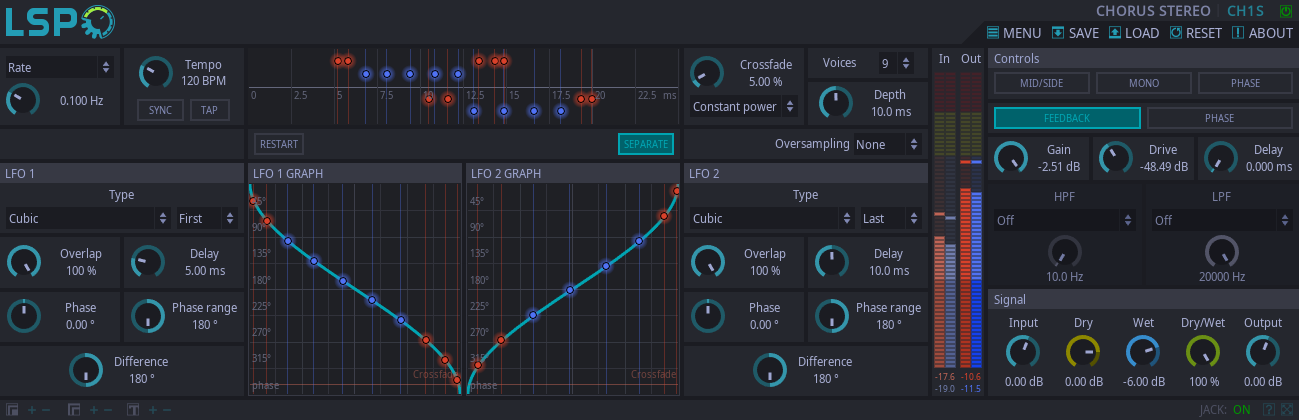 LSP
CHORUS STEREO CH1S
MENU SAVE LOAD RESET ABOUT
Rate
0.100 Hz
Tempo
120 BPM
SYNC TAP
0 2.5 5 7.5 10 12.5 15 17.5 20 22.5 ms
Crossfade
5.00 %
Constant power
Voices 9
Depth
10.0 ms
RESTART SEPARATE
Oversampling None
LFO 1
Type
Cubic First
Overlap
100 %
Delay
5.00 ms
Phase
0.00 °
Phase range
180 °
Difference
180 °
LFO 1 GRAPH
45°
90°
135°
180°
225°
270°
315°
phase
Crossfade
LFO 2 GRAPH
45°
90°
135°
180°
225°
270°
315°
phase
Crossfade
LFO 2
Type
Cubic Last
Overlap
100 %
Delay
10.0 ms
Phase
0.00 °
Phase range
180 °
Difference
180 °
In Out
-17.6 -10.6
-19.0 -11.5
Controls
MID/SIDE MONO PHASE
FEEDBACK PHASE
Gain
-2.51 dB
Drive
-48.49 dB
Delay
0.000 ms
HPF
Off
10.0 Hz
LPF
Off
20000 Hz
Signal
Input Dry Wet Dry/Wet Output
0.00 dB 0.00 dB -6.00 dB 100 % 0.00 dB
JACK: ON ?